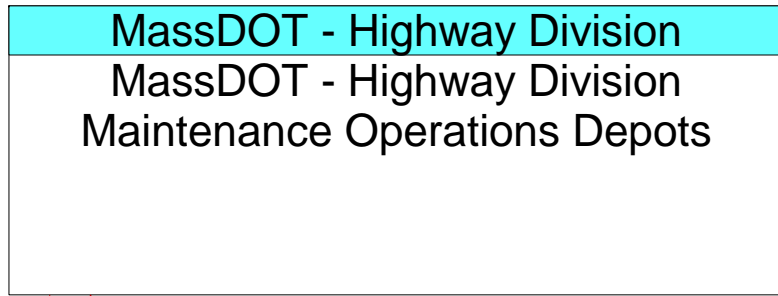 MassDOT - Highway Division
MassDOT - Highway Division
Maintenance Operations Depots